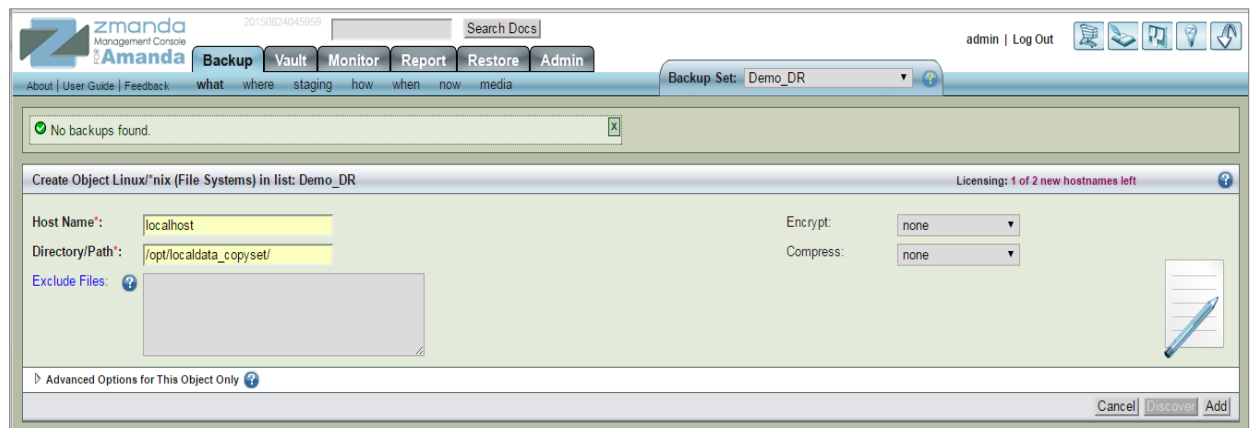 zmanda
Management Console
FOR Amanda
20150824045959
Search Docs
admin | Log Out
Backup Vault Monitor Report Restore Admin
Backup Set: Demo_DR
About | User Guide | Feedback
what where staging how when now media
No backups found.
X
Create Object Linux/*nix (File Systems) in list: Demo_DR
Licensing: 1 of 2 new hostnames left
Host Name*: localhost
Encrypt: none
Directory/Path*: /opt/localdata_copyset/
Compress: none
Exclude Files:
Advanced Options for This Object Only
Cancel Discover Add